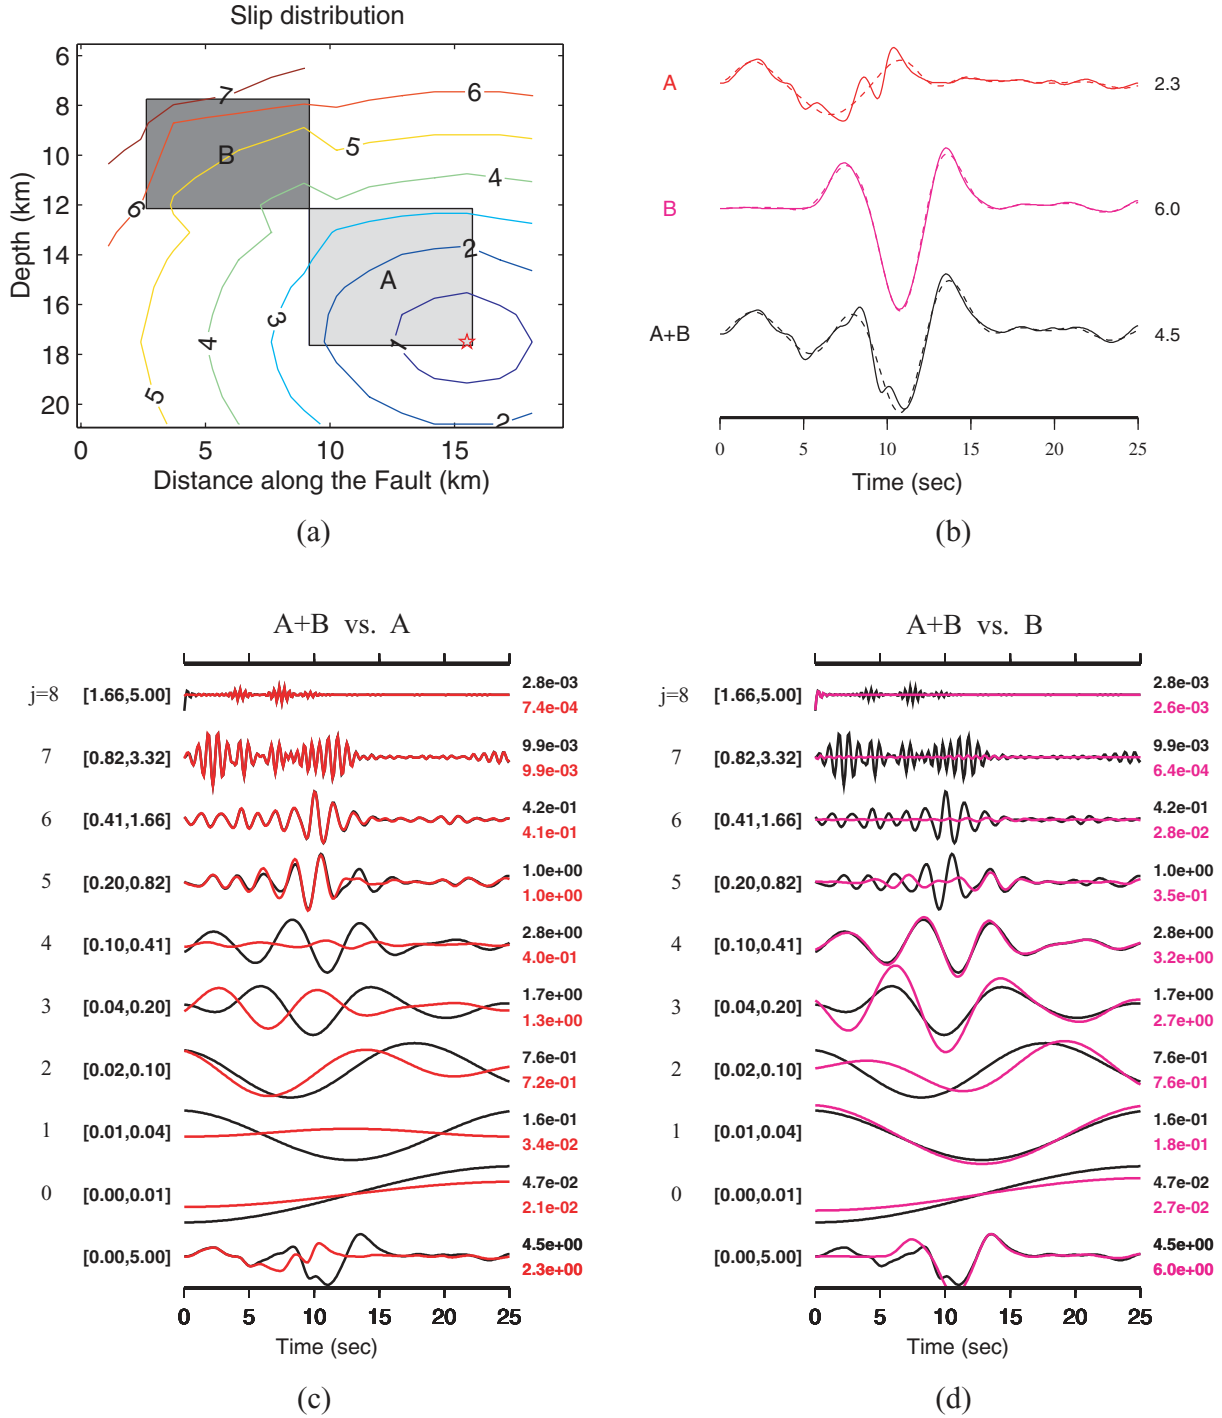 Slip distribution
6
8
10
12
14
16
18
20
Depth (km)
0
5
10
15
Distance along the Fault (km)
7
6
B
5
4
6
3
2
A
1
4
5
2
(a)
A
2.3
B
6.0
A+B
4.5
0
5
10
15
20
25
Time (sec)
(b)
A+B vs. A
j=8 [1.66,5.00] 2.8e-03
7.4e-04
7 [0.82,3.32] 9.9e-03
9.9e-03
6 [0.41,1.66] 4.2e-01
4.1e-01
5 [0.20,0.82] 1.0e+00
1.0e+00
4 [0.10,0.41] 2.8e+00
4.0e-01
3 [0.04,0.20] 1.7e+00
1.3e+00
2 [0.02,0.10] 7.6e-01
7.2e-01
1 [0.01,0.04] 1.6e-01
3.4e-02
0 [0.00,0.01] 4.7e-02
2.1e-02
[0.00,5.00] 4.5e+00
2.3e+00
0 5 10 15 20 25
Time (sec)
(c)
A+B vs. B
j=8 [1.66,5.00] 2.8e-03
2.6e-03
7 [0.82,3.32] 9.9e-03
6.4e-04
6 [0.41,1.66] 4.2e-01
2.8e-02
5 [0.20,0.82] 1.0e+00
3.5e-01
4 [0.10,0.41] 2.8e+00
3.2e+00
3 [0.04,0.20] 1.7e+00
2.7e+00
2 [0.02,0.10] 7.6e-01
7.6e-01
1 [0.01,0.04] 1.6e-01
1.8e-01
0 [0.00,0.01] 4.7e-02
2.7e-02
[0.00,5.00] 4.5e+00
6.0e+00
0 5 10 15 20 25
Time (sec)
(d)